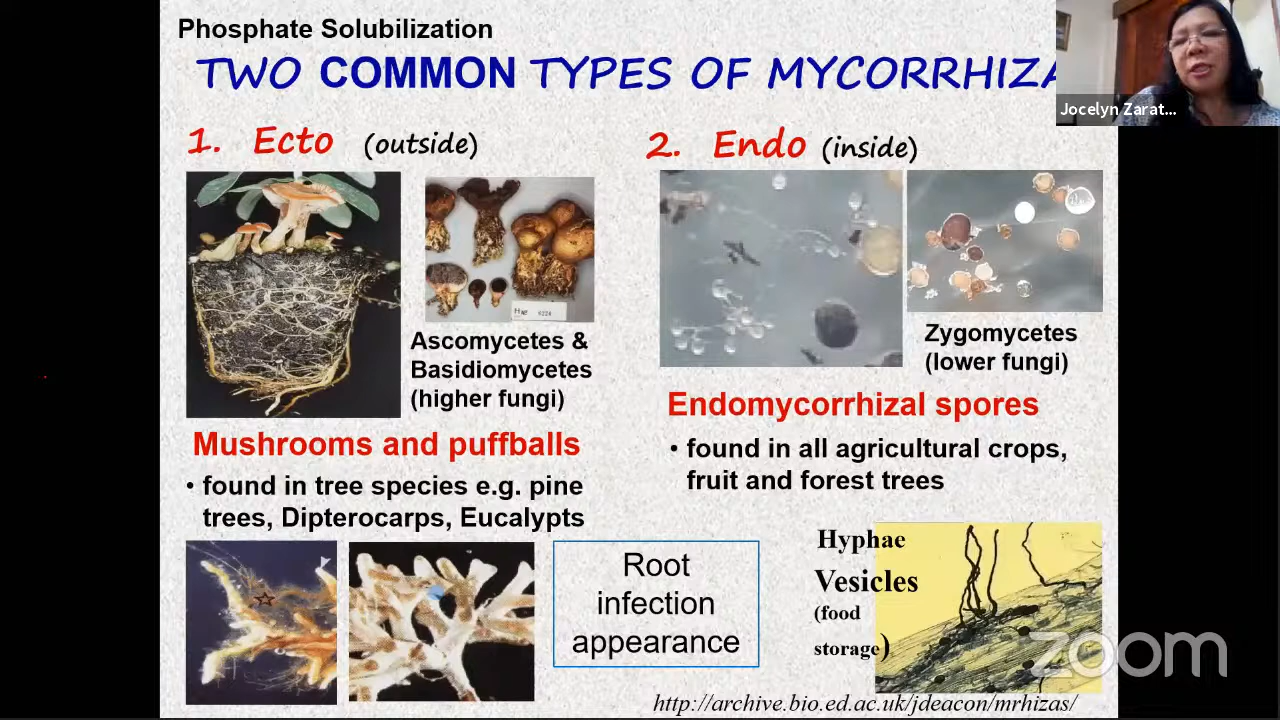 Phosphate Solubilization
TWO COMMON TYPES OF MYCORRHIZA
Jocelyn Zarat...
1. Ecto (outside)
2. Endo (inside)
Ascomycetes &
Basidiomycetes
(higher fungi)
Zygomycetes
(lower fungi)
Mushrooms and puffballs
• found in tree species e.g. pine
trees, Dipterocarps, Eucalypts
Endomycorrhizal spores
• found in all agricultural crops,
fruit and forest trees
Root
infection
appearance
Hyphae
Vesicles
(food
storage)
zoom
http://archive.bio.ed.ac.uk/jdeacon/mrhizas/